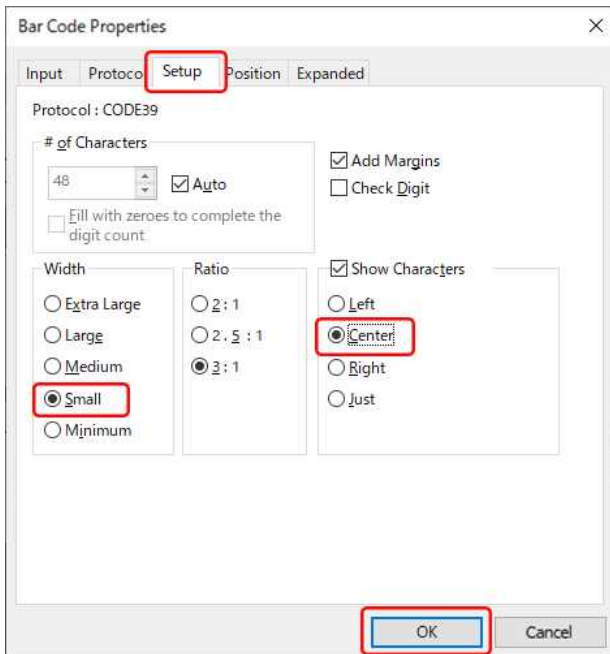 Bar Code Properties
Input Protoco Setup Position Expanded
Protocol : CODE39
# of Characters
48 Auto
Fill with zeroes to complete the
digit count
Add Margins
Check Digit
Width
Extra Large
Large
Medium
Small
Minimum
Ratio
2 : 1
2 . 5 : 1
3 : 1
Show Characters
Left
Center
Right
Just
OK Cancel